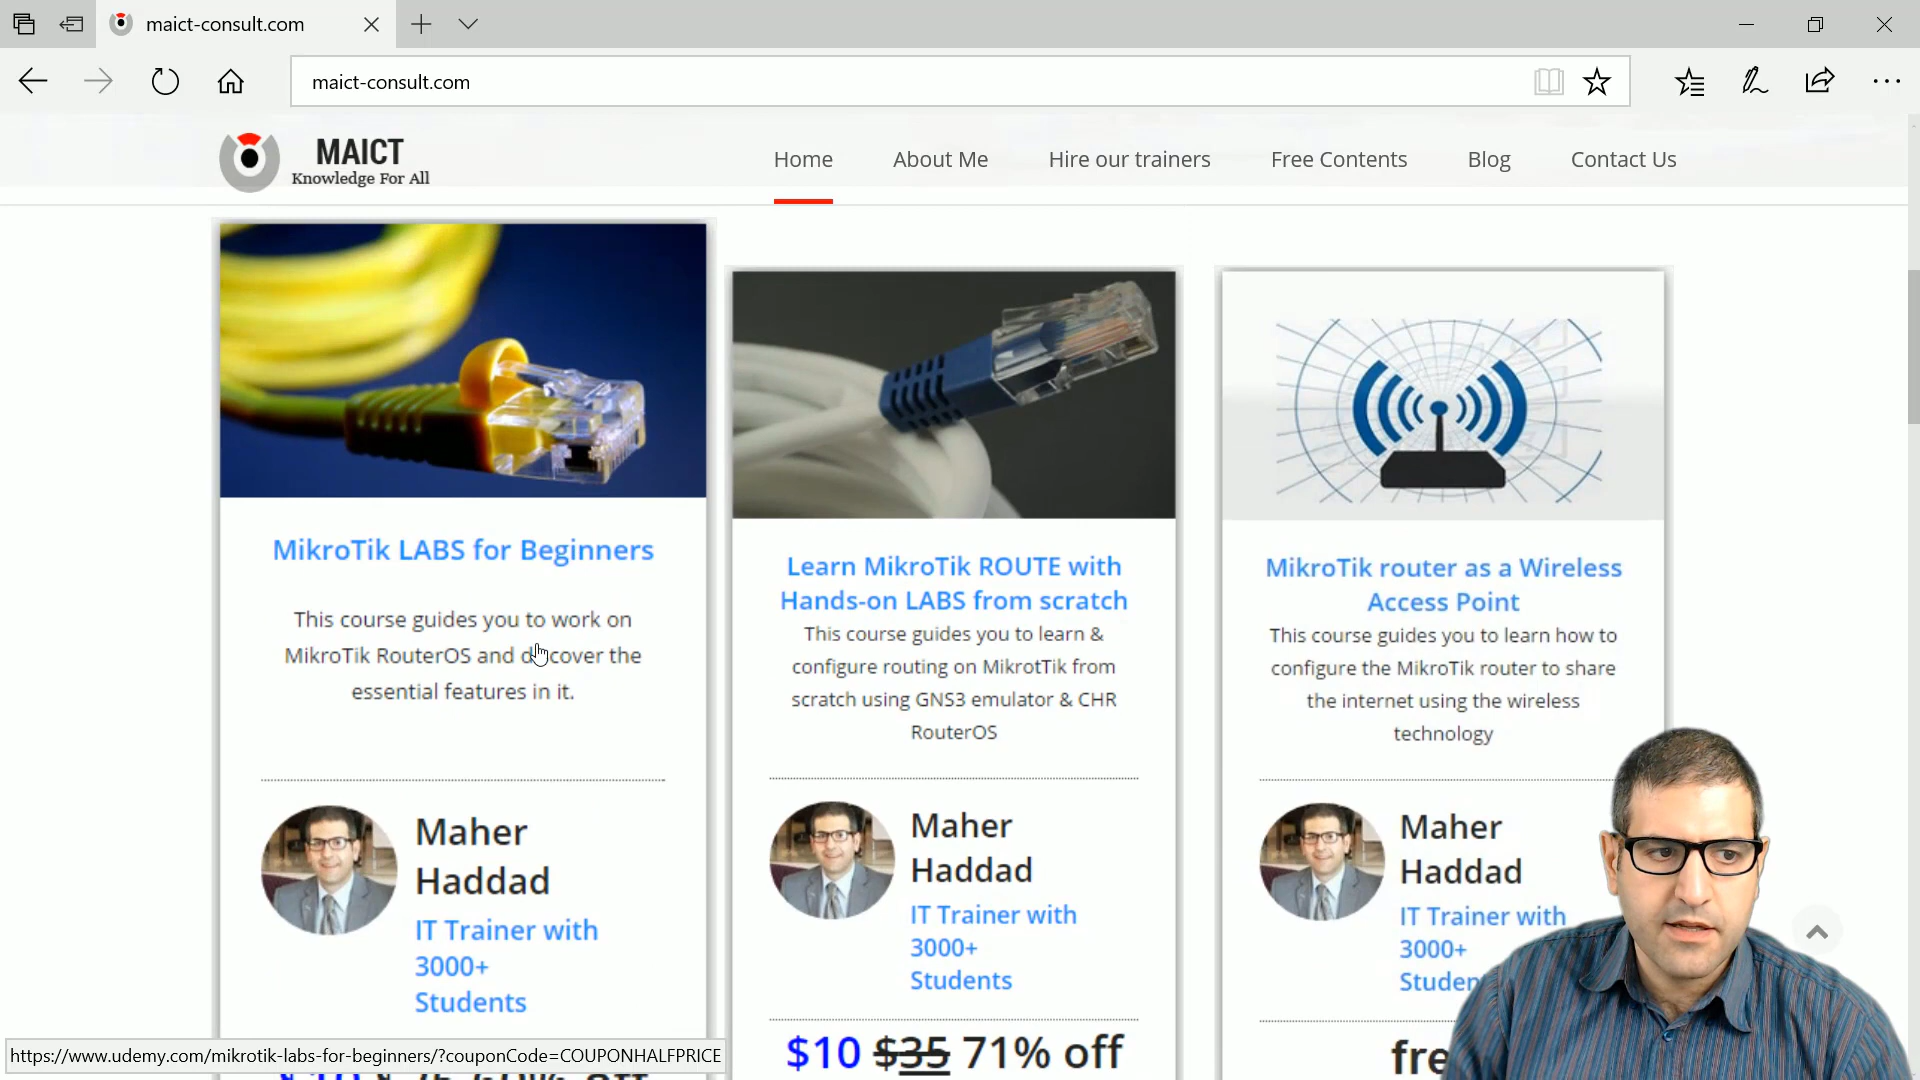 maict-consult.com
maict-consult.com
MAICT
Knowledge For All
Home
About Me
Hire our trainers
Free Contents
Blog
Contact Us
MikroTik LABS for Beginners
This course guides you to work on
MikroTik RouterOS and discover the
essential features in it.
Maher
Haddad
IT Trainer with
3000+
Students
Learn MikroTik ROUTE with
Hands-on LABS from scratch
This course guides you to learn &
configure routing on MikrotTik from
scratch using GNS3 emulator & CHR
RouterOS
Maher
Haddad
IT Trainer with
3000+
Students
$10 $35 71% off
MikroTik router as a Wireless
Access Point
This course guides you to learn how to
configure the MikroTik router to share
the internet using the wireless
technology
Maher
Haddad
IT Trainer with
3000+
https://www.udemy.com/mikrotik-labs-for-beginners/?couponCode=COUPONHALFPRICE